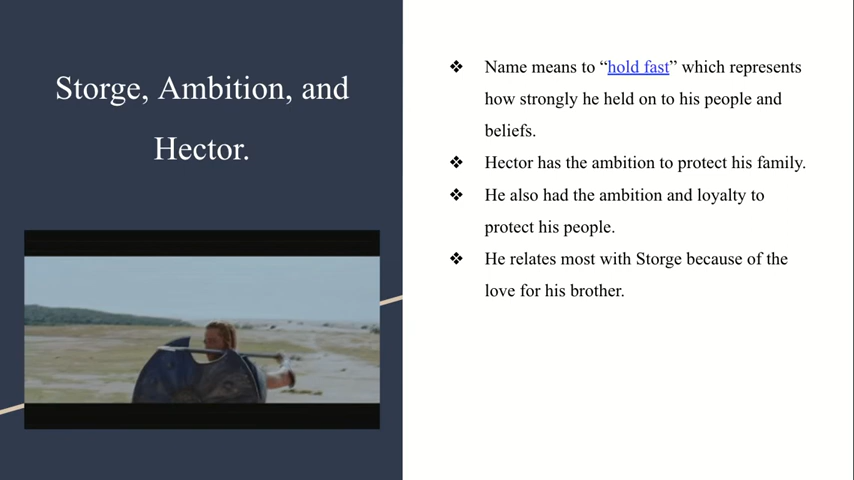 Storge, Ambition, and
Hector.
❖ Name means to “hold fast” which represents
how strongly he held on to his people and
beliefs.
❖ Hector has the ambition to protect his family.
❖ He also had the ambition and loyalty to
protect his people.
❖ He relates most with Storge because of the
love for his brother.